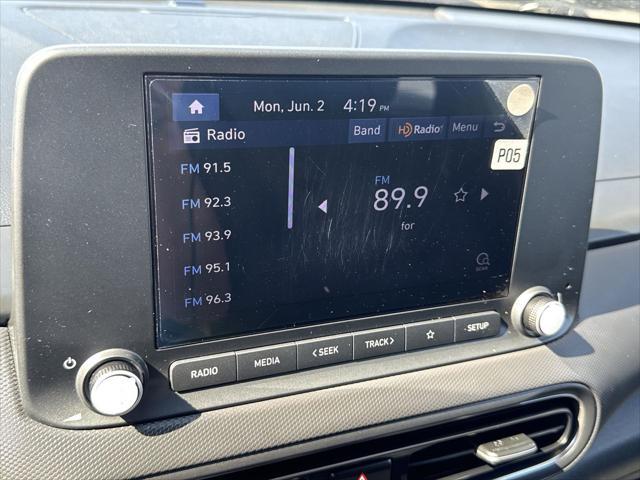 Mon, Jun. 2 4:19 PM
Radio Band HD Radio Menu
P05
FM 91.5
FM 92.3
FM 93.9
FM 95.1
FM 96.3
FM
89.9
for
SCAN
RADIO MEDIA < SEEK TRACK > SETUP